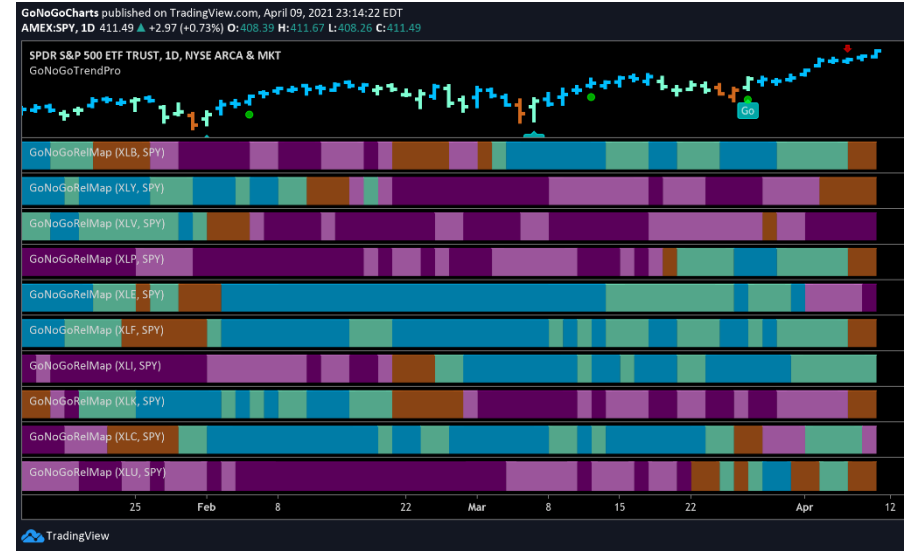 GoNoGoCharts published on TradingView.com, April 09, 2021 23:14:22 EDT
AMEX:SPY, 1D 411.49 ▲ +2.97 (+0.73%) O:408.39 H:411.67 L:408.26 C:411.49
SPDR S&P 500 ETF TRUST, 1D, NYSE ARCA & MKT
GoNoGoTrendPro
Go
GoNoGoRelMap (XLB, SPY)
GoNoGoRelMap (XLY, SPY)
GoNoGoRelMap (XLV, SPY)
GoNoGoRelMap (XLP, SPY)
GoNoGoRelMap (XLE, SPY)
GoNoGoRelMap (XLF, SPY)
GoNoGoRelMap (XLI, SPY)
GoNoGoRelMap (XLK, SPY)
GoNoGoRelMap (XLC, SPY)
GoNoGoRelMap (XLU, SPY)
25 Feb 8 22 Mar 8 15 22 Apr 12
TradingView